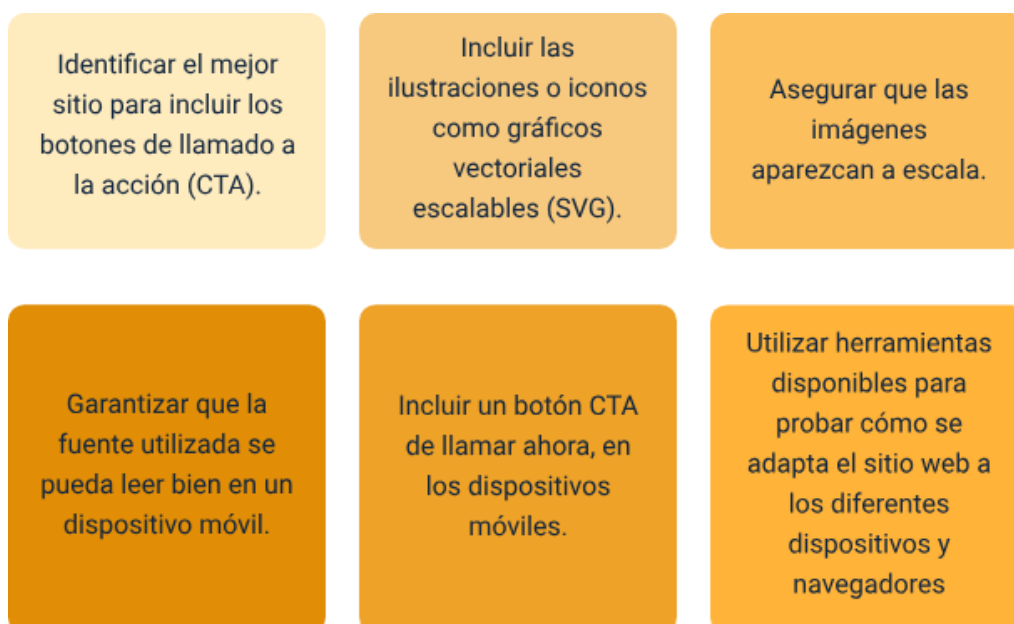 Identificar el mejor
sitio para incluir los
botones de llamado a
la acción (CTA).
Incluir las
ilustraciones o iconos
como gráficos
vectoriales
escalables (SVG).
Asegurar que las
imágenes
aparezcan a escala.
Garantizar que la
fuente utilizada se
pueda leer bien en un
dispositivo móvil.
Incluir un botón CTA
de llamar ahora, en
los dispositivos
móviles.
Utilizar herramientas
disponibles para
probar cómo se
adapta el sitio web a
los diferentes
dispositivos y
navegadores